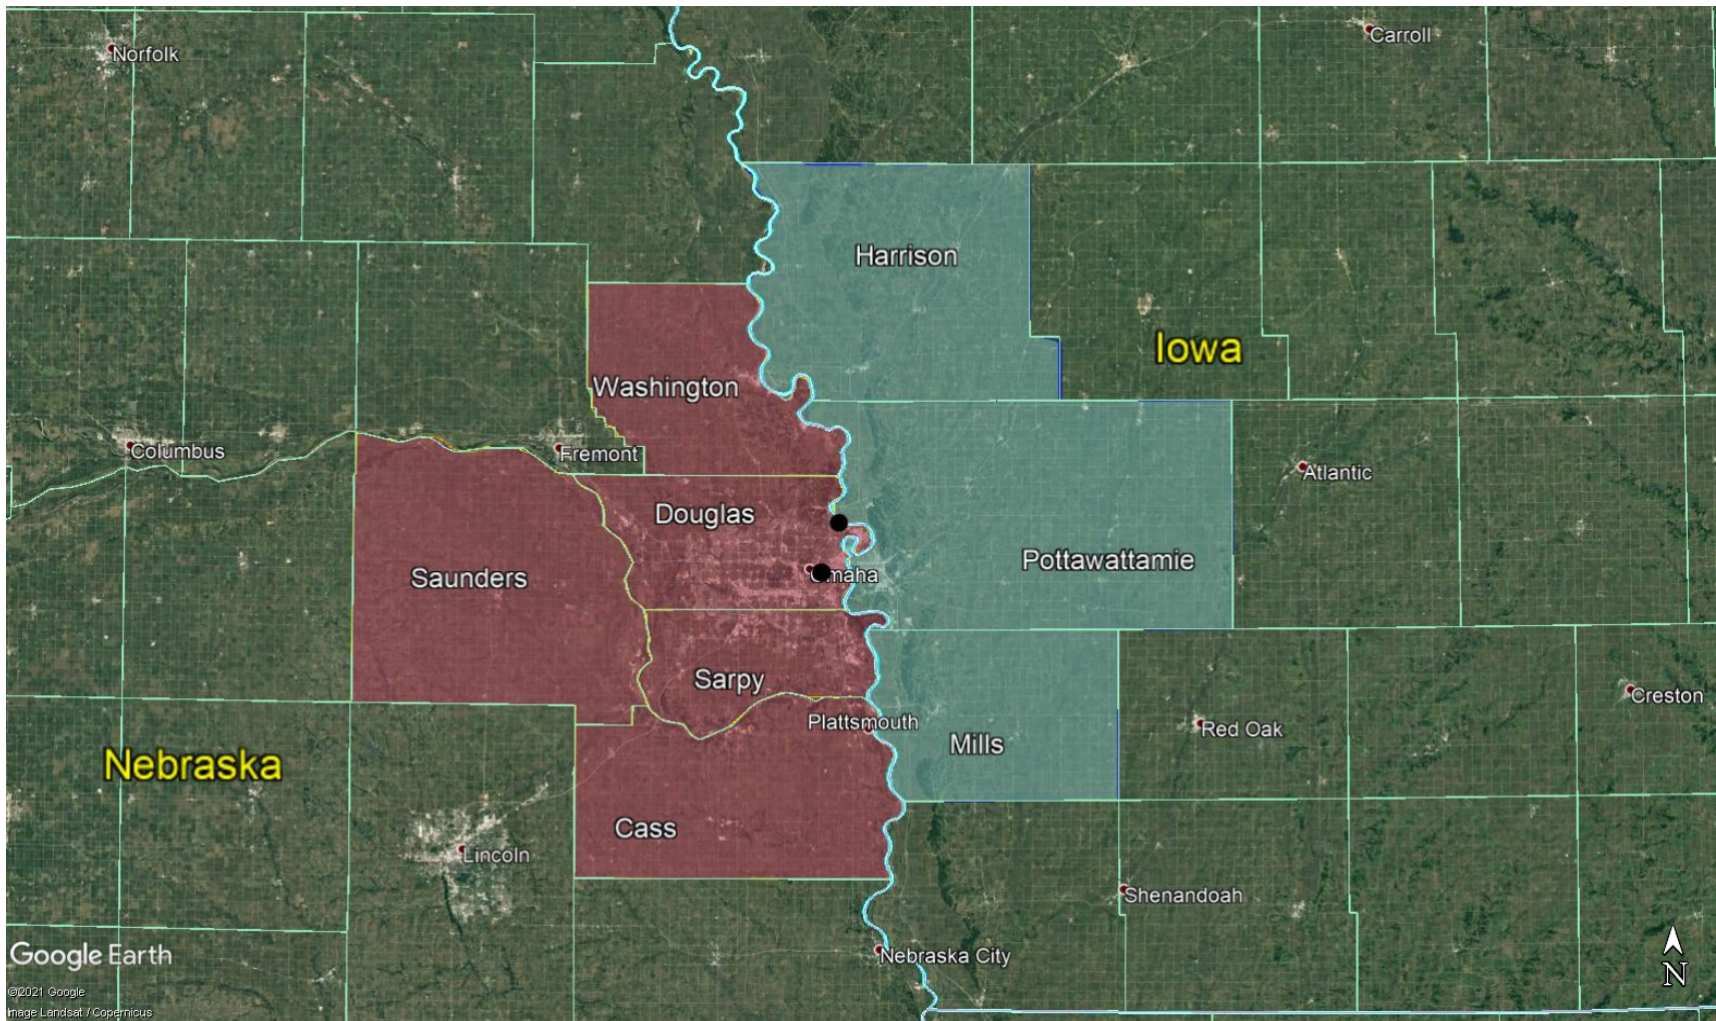 Carroll
Norfolk
Harrison
Iowa
Washington
Columbus
Fremont
Atlantic
Douglas
Pottawattamie
Saunders
Omaha
Sarpy
Creston
Plattsmouth
Red Oak
Mills
Nebraska
Cass
Lincoln
Shenandoah
Google Earth
Nebraska City
N
©2021 Google
Image Landsat / Copernicus